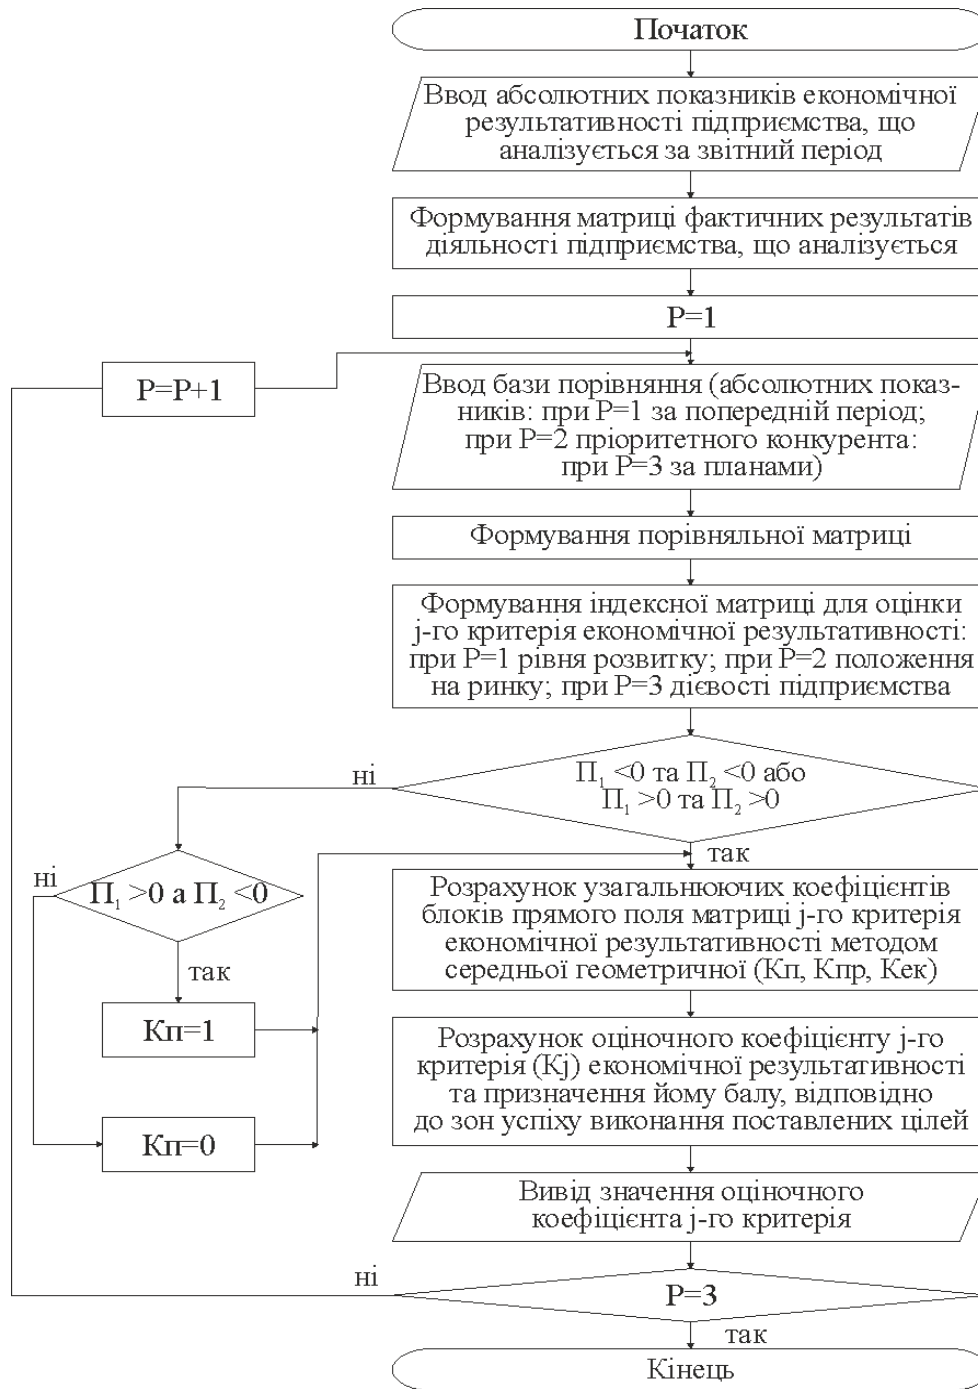 Початок
Ввод абсолютних показників економічної
результативності підприємства, що
аналізується за звітний період
Формування матриці фактичних результатів
діяльності підприємства, що аналізується
P=1
P=P+1
Ввод бази порівняння (абсолютних показ-
ників: при P=1 за попередній період;
при P=2 пріоритетного конкурента:
при P=3 за планами)
Формування порівняльної матриці
Формування індексної матриці для оцінки
j-го критерія економічної результативності:
при P=1 рівня розвитку; при P=2 положення
на ринку; при P=3 дієвості підприємства
ні
П₁ <0 та П₂ <0 або
П₁ >0 та П₂ >0
так
ні
П₁ >0 а П₂ <0
так
Розрахунок узагальнюючих коефіцієнтів
блоків прямого поля матриці j-го критерія
економічної результативності методом
середньої геометричної (Кп, Кпр, Кек)
Кп=1
Розрахунок оціночного коефіцієнту j-го
критерія (Kj) економічної результативності
та призначення йому балу, відповідно
до зон успіху виконання поставлених цілей
Кп=0
Вивід значення оціночного
коефіцієнта j-го критерія
ні
P=3
так
Кінець